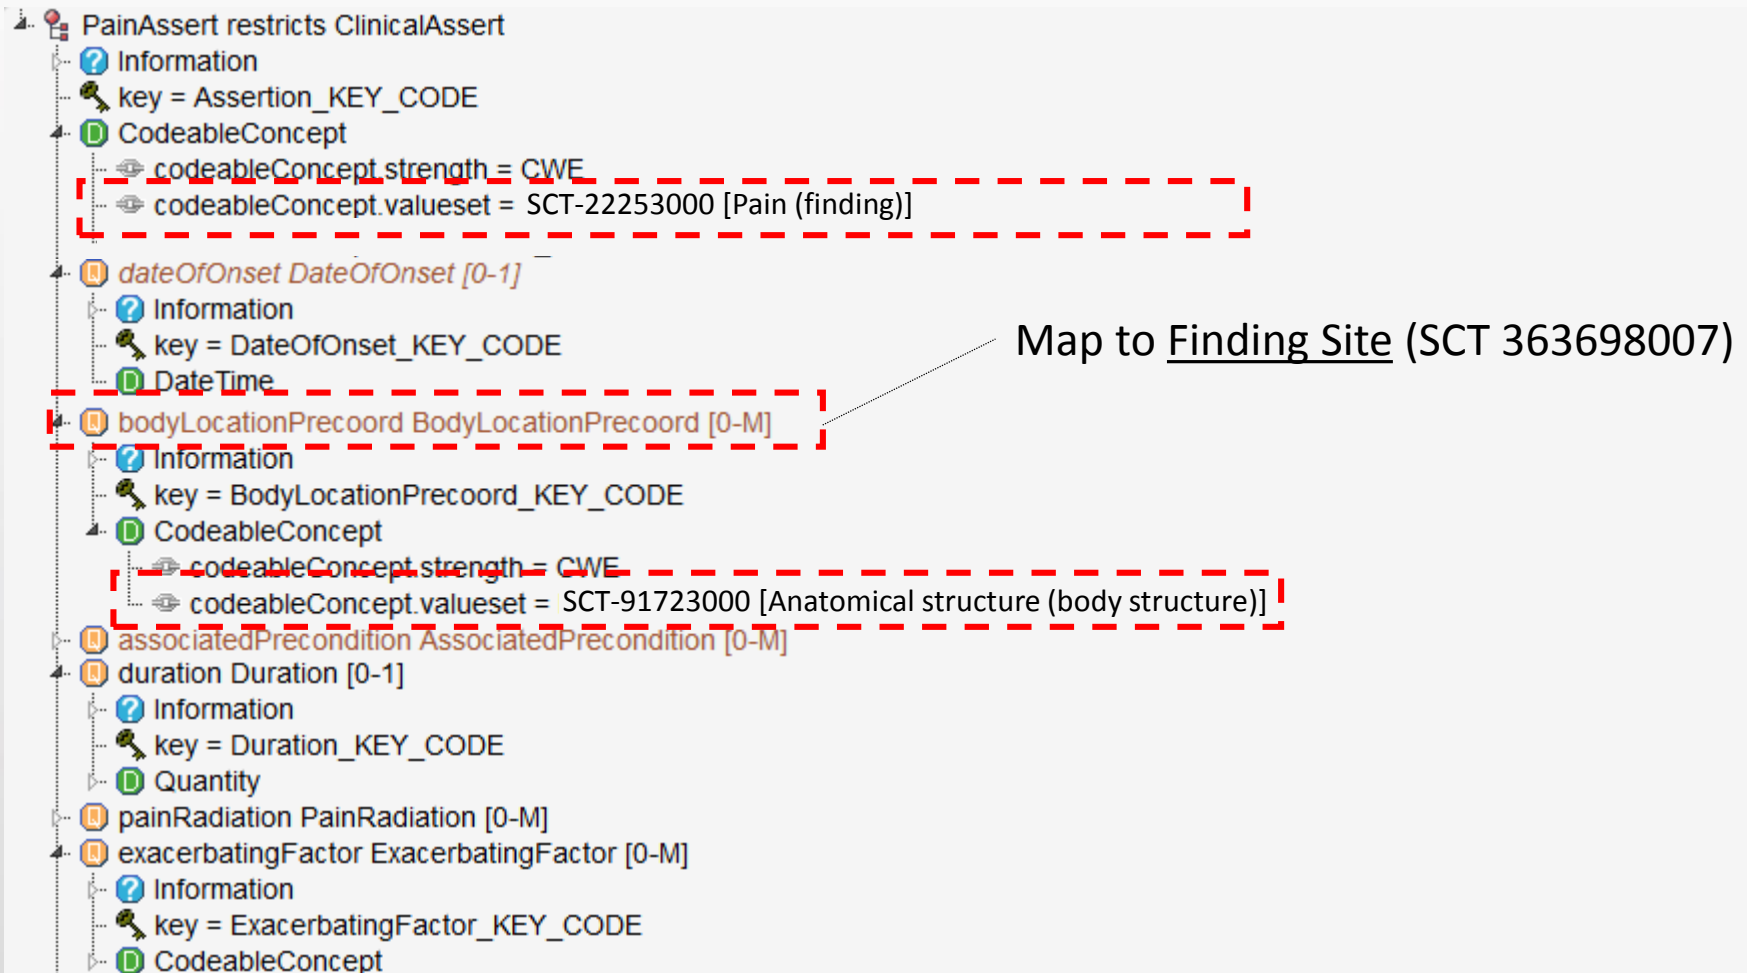 PainAssert restricts ClinicalAssert
Information
key = Assertion_KEY_CODE
CodeableConcept
codeableConcept.strength = CWE
codeableConcept.valueset = SCT-22253000 [Pain (finding)]
dateOfOnset DateOfOnset [0-1]
Information
key = DateOfOnset_KEY_CODE
DateTime
Map to Finding Site (SCT 363698007)
bodyLocationPrecoord BodyLocationPrecoord [0-M]
Information
key = BodyLocationPrecoord_KEY_CODE
CodeableConcept
codeableConcept.strength = CWE
codeableConcept.valueset = SCT-91723000 [Anatomical structure (body structure)]
associatedPrecondition AssociatedPrecondition [0-M]
duration Duration [0-1]
Information
key = Duration_KEY_CODE
Quantity
painRadiation PainRadiation [0-M]
exacerbatingFactor ExacerbatingFactor [0-M]
Information
key = ExacerbatingFactor_KEY_CODE
CodeableConcept